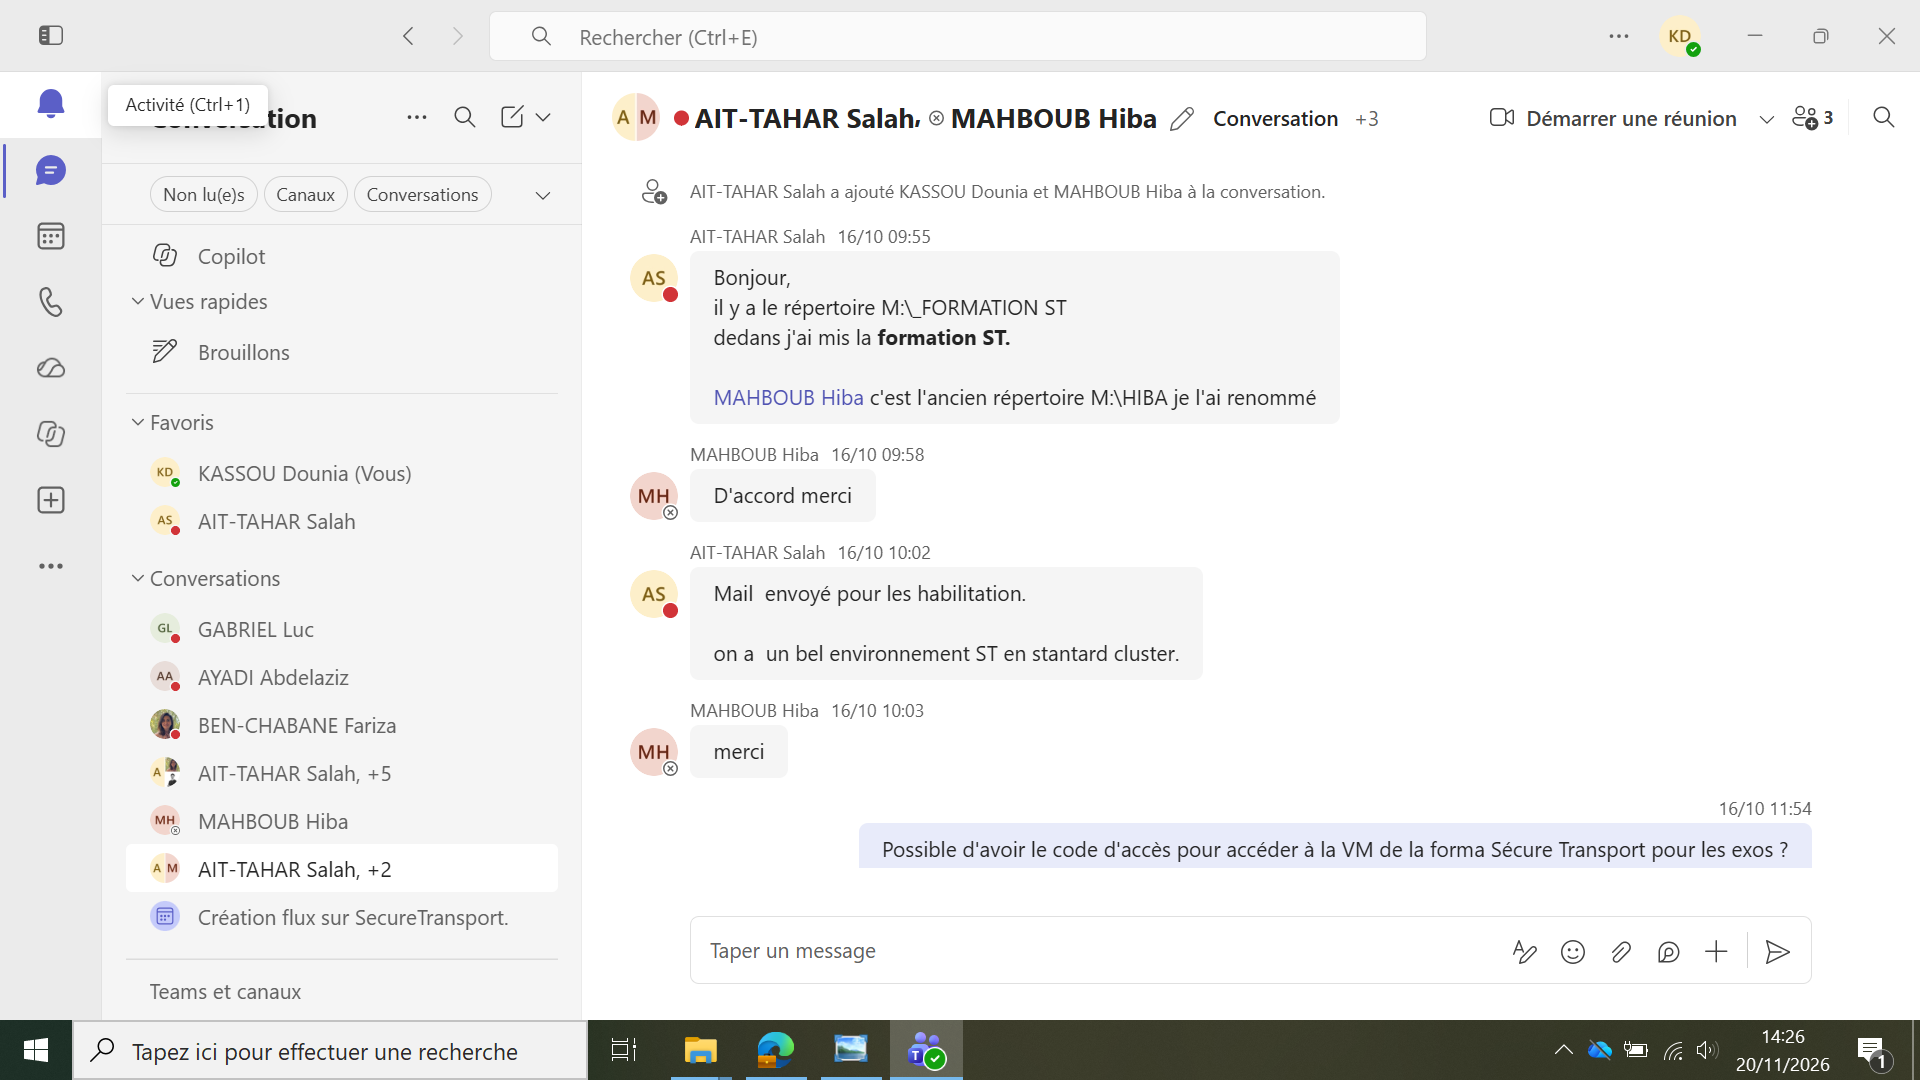 Rechercher (Ctrl+E)
KD
Activité (Ctrl+1)
Non lu(e)s
Canaux
Conversations
Copilot
Vues rapides
Brouillons
Favoris
KD
KASSOU Dounia (Vous)
AS
AIT-TAHAR Salah
Conversations
GL
GABRIEL Luc
AA
AYADI Abdelaziz
BEN-CHABANE Fariza
A
AIT-TAHAR Salah, +5
MH
MAHBOUB Hiba
A M
AIT-TAHAR Salah, +2
Création flux sur SecureTransport.
Teams et canaux
A M
AIT-TAHAR Salah, MAHBOUB Hiba
Conversation
+3
Démarrer une réunion
3
AIT-TAHAR Salah a ajouté KASSOU Dounia et MAHBOUB Hiba à la conversation.
AIT-TAHAR Salah 16/10 09:55
AS
Bonjour,
il y a le répertoire M:\_FORMATION ST
dedans j'ai mis la formation ST.
MAHBOUB Hiba c'est l'ancien répertoire M:\HIBA je l'ai renommé
MAHBOUB Hiba 16/10 09:58
MH
D'accord merci
AIT-TAHAR Salah 16/10 10:02
AS
Mail envoyé pour les habilitation.
on a un bel environnement ST en stantard cluster.
MAHBOUB Hiba 16/10 10:03
MH
merci
16/10 11:54
Possible d'avoir le code d'accès pour accéder à la VM de la forma Sécure Transport pour les exos ?
Taper un message
Tapez ici pour effectuer une recherche
T
14:26
20/11/2026
1